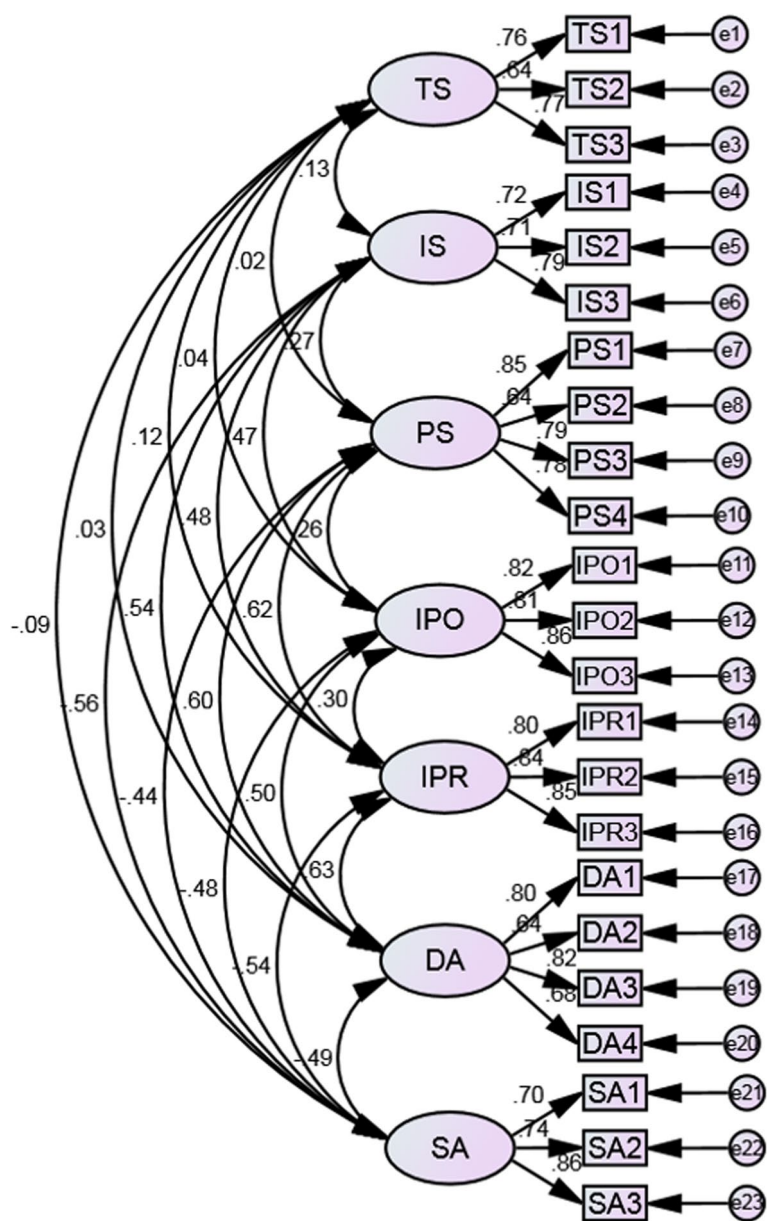 .76
TS1
e1
.64
TS
TS2
e2
.77
TS3
e3
.13
.72
IS1
e4
.71
IS
IS2
e5
.79
.02
IS3
e6
.27
.85
PS1
e7
.04
.64
PS2
e8
.12
.47
PS
.79
PS3
e9
.78
PS4
e10
.03
.48
.26
.82
IPO1
e11
-.09
.54
.62
IPO
.81
IPO2
e12
.86
IPO3
e13
-.56
.60
.30
.80
IPR1
e14
.84
IPR
IPR2
e15
-.44
.50
.85
IPR3
e16
-.48
.63
.80
DA1
e17
.64
DA2
e18
-.54
DA
.82
DA3
e19
.68
DA4
e20
-.49
.70
SA1
e21
.74
SA
SA2
e22
.86
SA3
e23